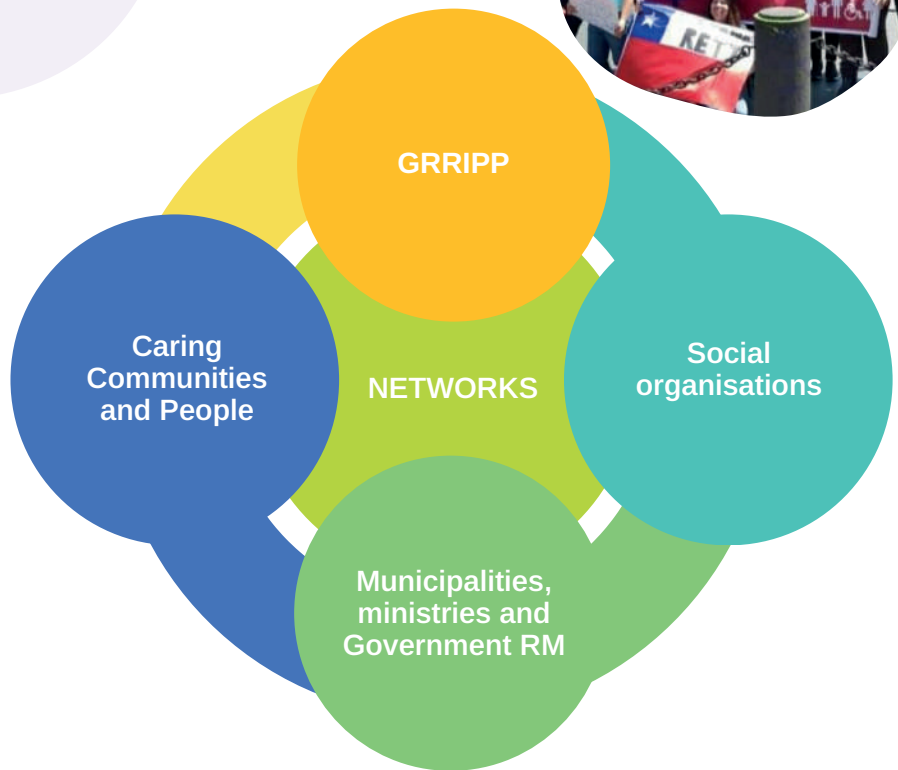 GRRIPP
Caring
Communities
and People
NETWORKS
Social
organisations
Municipalities,
ministries and
Government RM